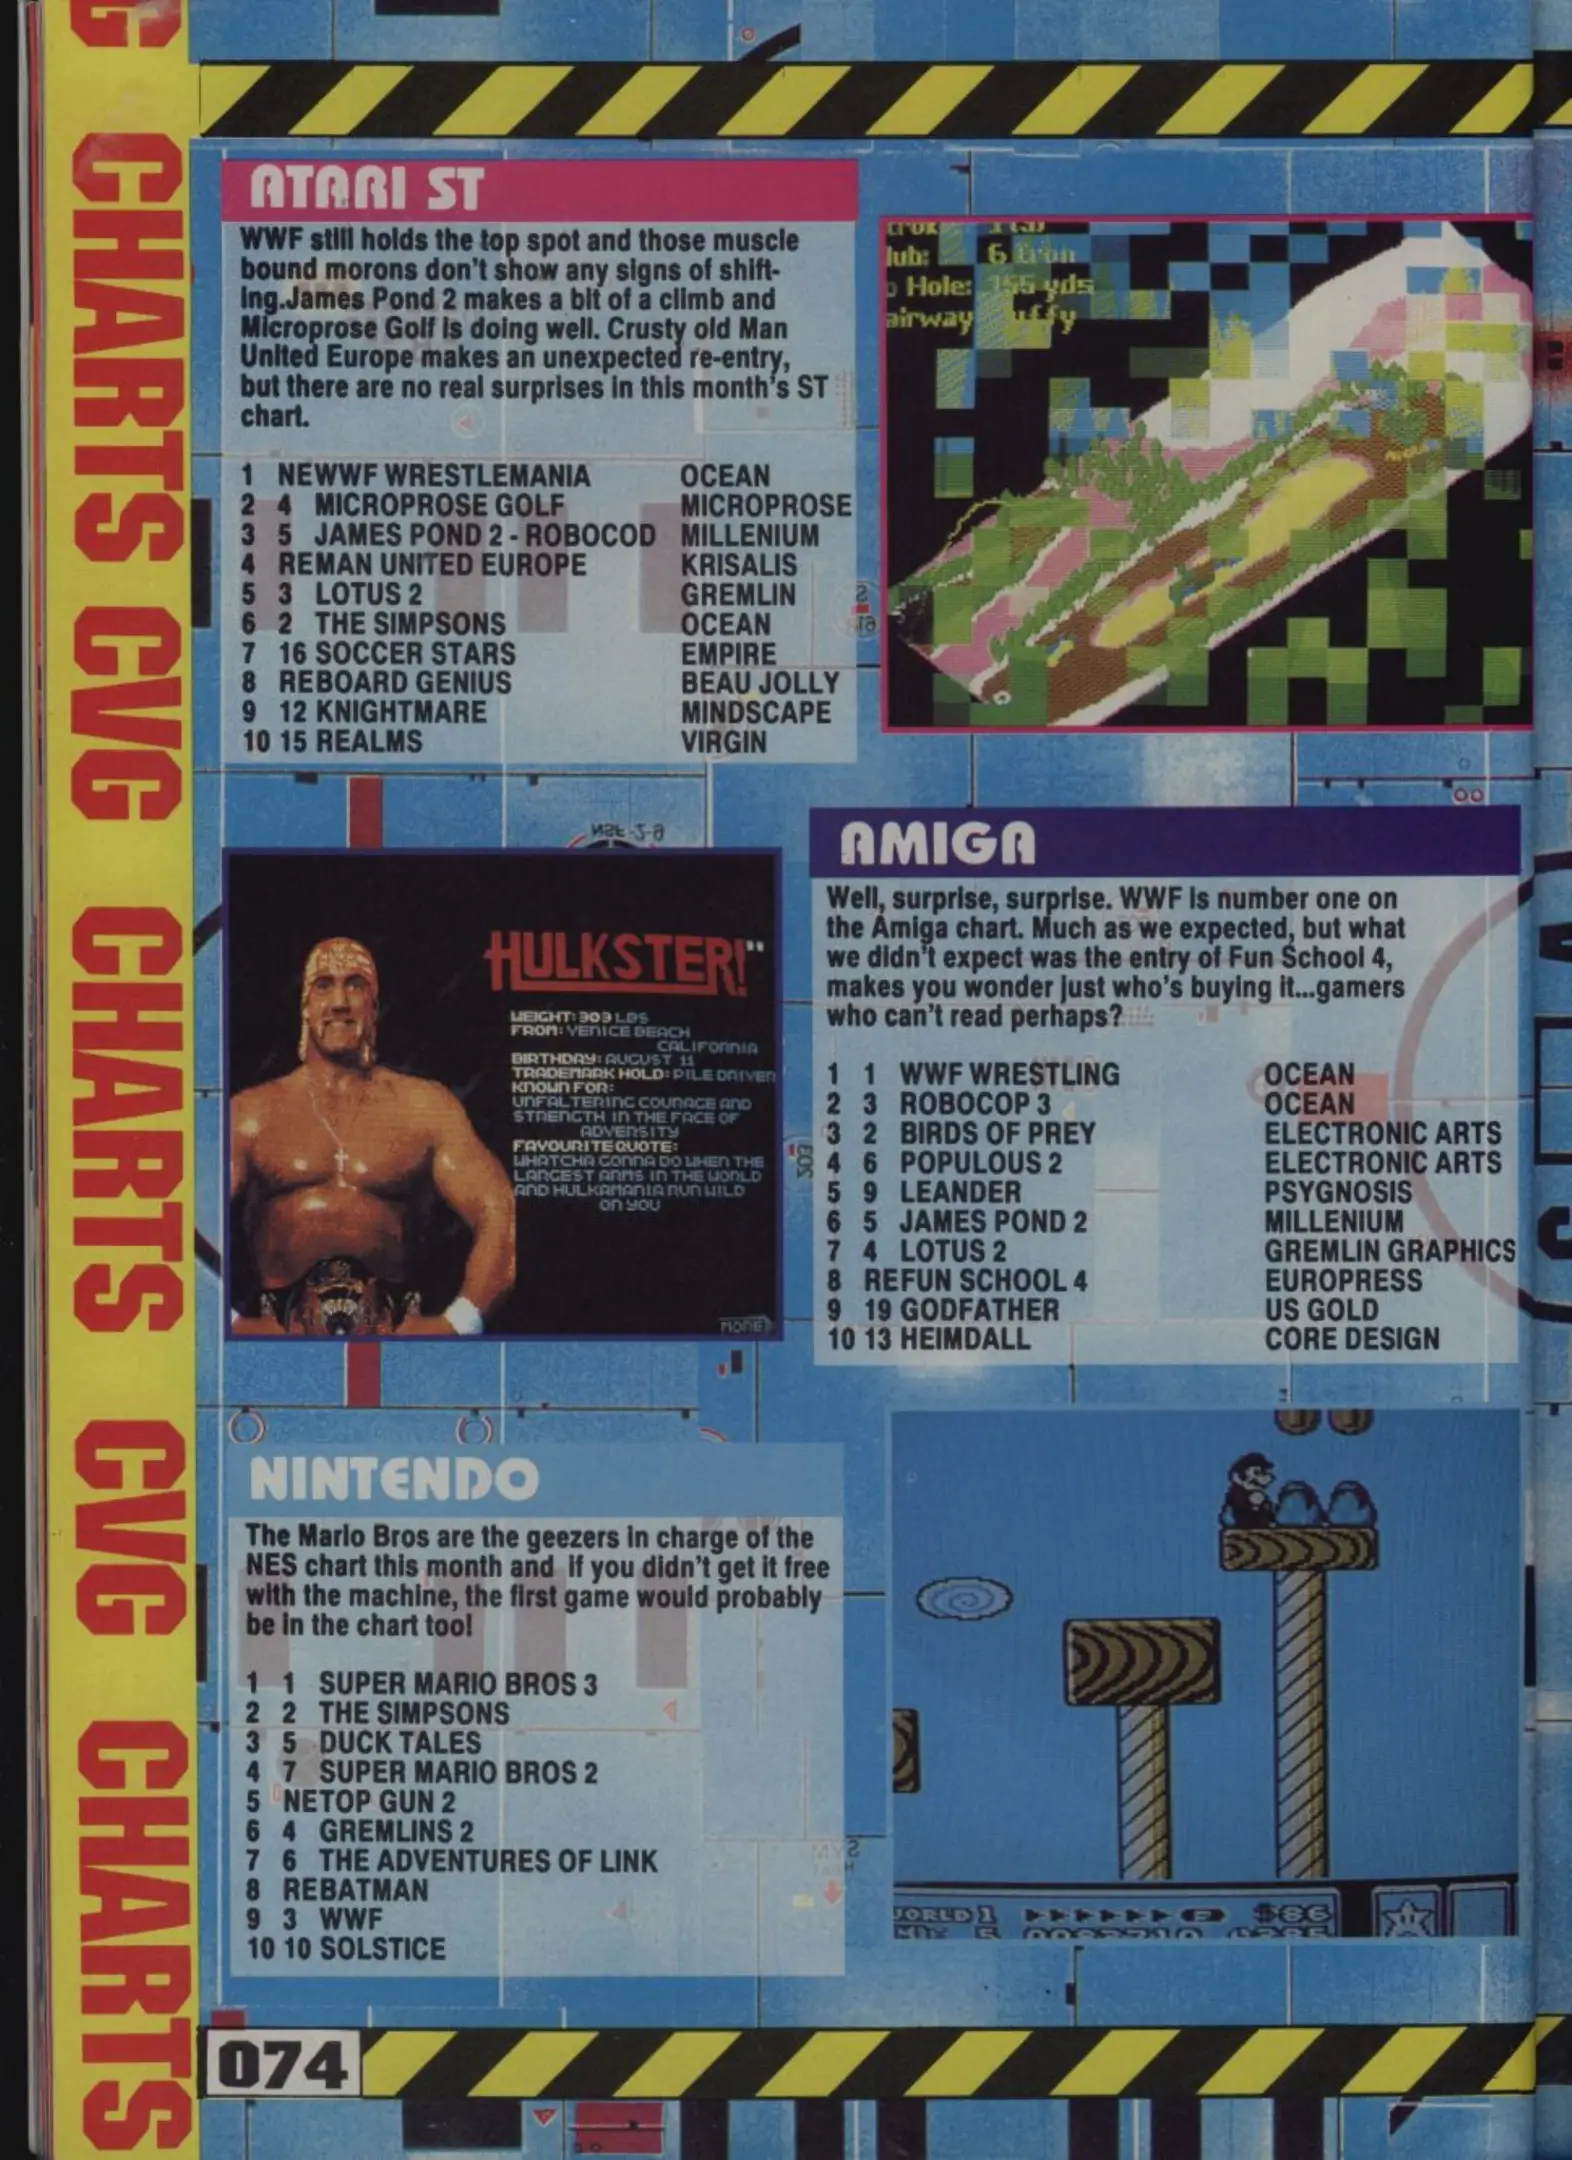 CHARTS CVG CHARTS CVG CHARTS
ATARI ST
WWF still holds the top spot and those muscle
bound morons don't show any signs of shift-
ing.James Pond 2 makes a bit of a climb and
Microprose Golf is doing well. Crusty old Man
United Europe makes an unexpected re-entry,
but there are no real surprises in this month's ST
chart.
1 NEWWF WRESTLEMANIA OCEAN
2 4 MICROPROSE GOLF MICROPROSE
3 5 JAMES POND 2 - ROBOCOD MILLENIUM
4 REMAN UNITED EUROPE KRISALIS
5 3 LOTUS 2 GREMLIN
6 2 THE SIMPSONS OCEAN
7 16 SOCCER STARS EMPIRE
8 REBOARD GENIUS BEAU JOLLY
9 12 KNIGHTMARE MINDSCAPE
10 15 REALMS VIRGIN
lub: 6 iron
Hole: 155 yds
airway uffy
HULKSTER!"
WEIGHT: 303 LBS
FROM: VENICE BEACH
CALIFORNIA
BIRTHDAY: AUGUST 11
TRADEMARK HOLD: PILE DRIVER
KNOWN FOR:
UNFALTERING COURAGE AND
STRENGTH IN THE FACE OF
ADVERSITY
FAVOURITE QUOTE:
WHATCHA GONNA DO WHEN THE
LARGEST ARMS IN THE WORLD
AND HULKAMANIA RUN WILD
ON YOU
MORE
AMIGA
Well, surprise, surprise. WWF is number one on
the Amiga chart. Much as we expected, but what
we didn't expect was the entry of Fun School 4,
makes you wonder just who's buying it...gamers
who can't read perhaps?
1 1 WWF WRESTLING OCEAN
2 3 ROBOCOP 3 OCEAN
3 2 BIRDS OF PREY ELECTRONIC ARTS
4 6 POPULOUS 2 ELECTRONIC ARTS
5 9 LEANDER PSYGNOSIS
6 5 JAMES POND 2 MILLENIUM
7 4 LOTUS 2 GREMLIN GRAPHICS
8 REFUN SCHOOL 4 EUROPRESS
9 19 GODFATHER US GOLD
10 13 HEIMDALL CORE DESIGN
NINTENDO
The Mario Bros are the geezers in charge of the
NES chart this month and if you didn't get it free
with the machine, the first game would probably
be in the chart too!
1 1 SUPER MARIO BROS 3
2 2 THE SIMPSONS
3 5 DUCK TALES
4 7 SUPER MARIO BROS 2
5 NETOP GUN 2
6 4 GREMLINS 2
7 6 THE ADVENTURES OF LINK
8 REBATMAN
9 3 WWF
10 10 SOLSTICE
WORLD 1 P $86
074